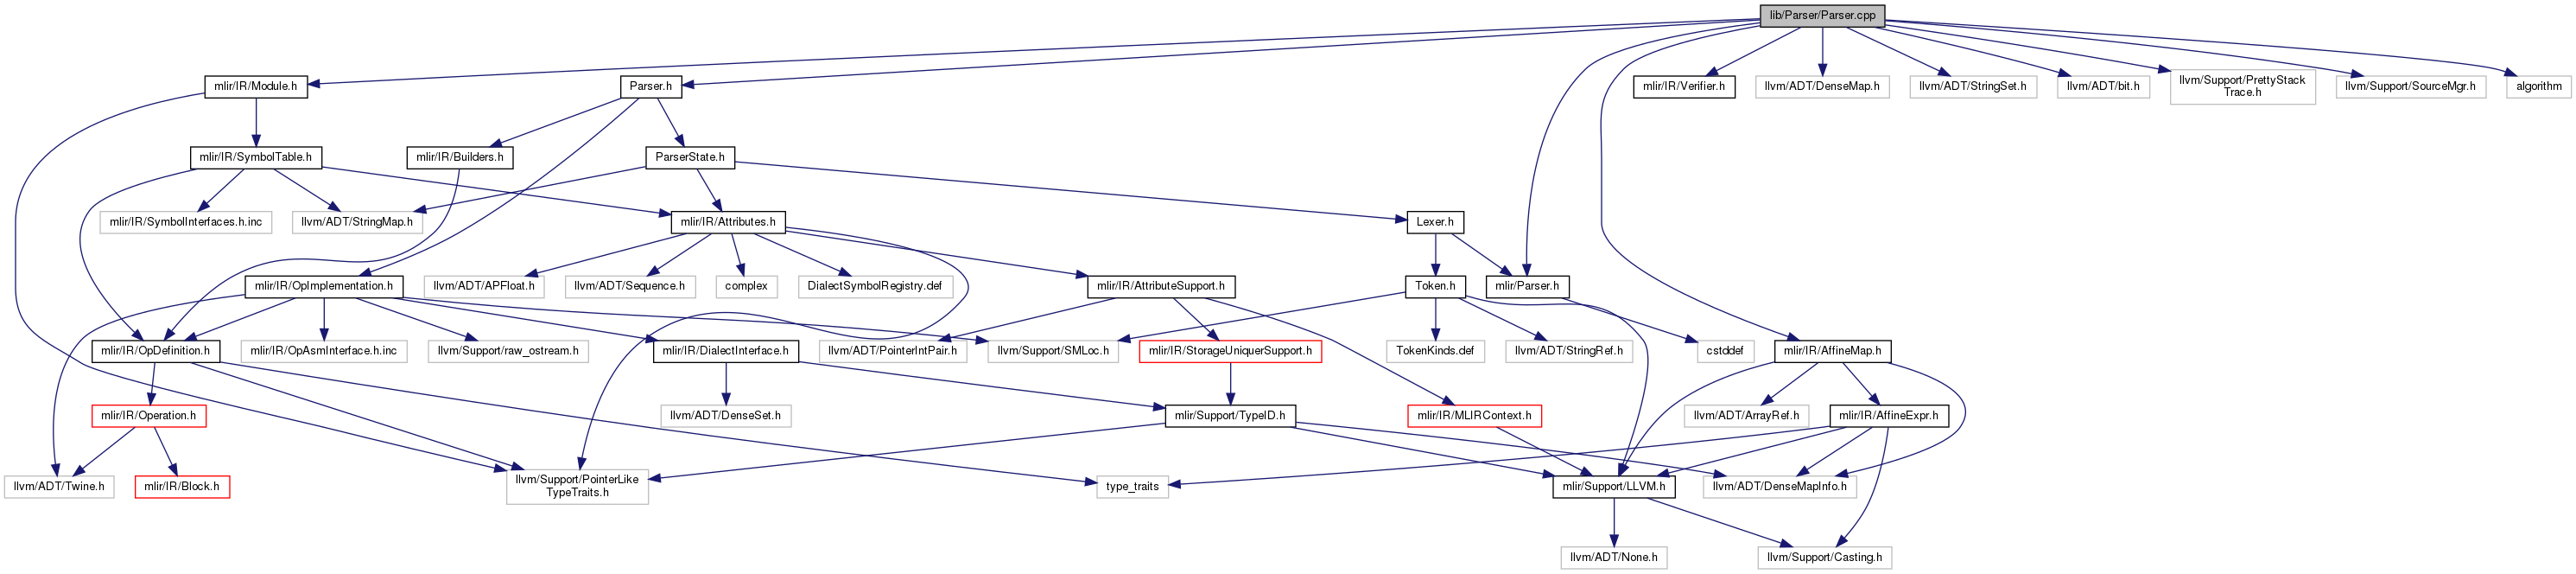 lib/Parser/Parser.cpp
mlir/IR/Module.h
Parser.h
mlir/IR/Verifier.h
llvm/ADT/DenseMap.h
llvm/ADT/StringSet.h
llvm/ADT/bit.h
llvm/Support/PrettyStack
Trace.h
llvm/Support/SourceMgr.h
algorithm
mlir/IR/SymbolTable.h
mlir/IR/Builders.h
ParserState.h
mlir/IR/SymbolInterfaces.h.inc
llvm/ADT/StringMap.h
mlir/IR/Attributes.h
Lexer.h
mlir/IR/OpImplementation.h
llvm/ADT/APFloat.h
llvm/ADT/Sequence.h
complex
DialectSymbolRegistry.def
mlir/IR/AttributeSupport.h
Token.h
mlir/Parser.h
mlir/IR/OpDefinition.h
mlir/IR/OpAsmInterface.h.inc
llvm/Support/raw_ostream.h
mlir/IR/DialectInterface.h
llvm/ADT/PointerIntPair.h
llvm/Support/SMLoc.h
mlir/IR/StorageUniquerSupport.h
TokenKinds.def
llvm/ADT/StringRef.h
cstddef
mlir/IR/AffineMap.h
mlir/IR/Operation.h
llvm/ADT/DenseSet.h
mlir/Support/TypeID.h
mlir/IR/MLIRContext.h
llvm/ADT/ArrayRef.h
mlir/IR/AffineExpr.h
llvm/ADT/Twine.h
mlir/IR/Block.h
llvm/Support/PointerLike
TypeTraits.h
type_traits
mlir/Support/LLVM.h
llvm/ADT/DenseMapInfo.h
llvm/ADT/None.h
llvm/Support/Casting.h